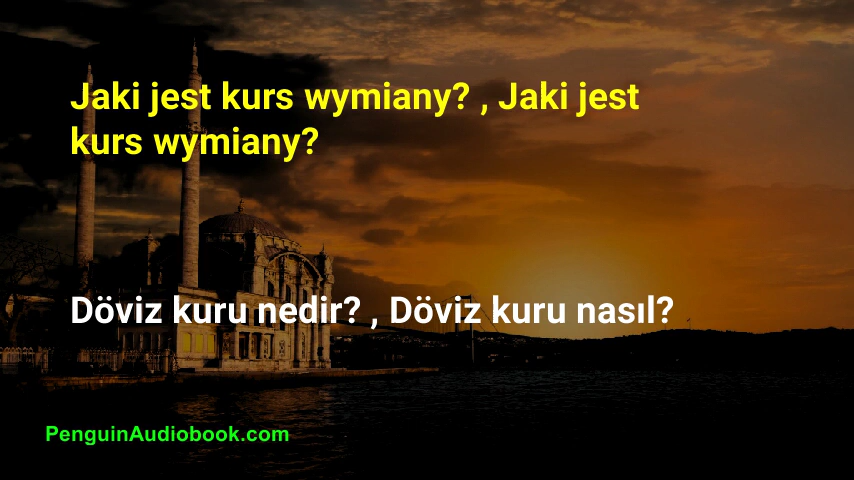 Jaki jest kurs wymiany? , Jaki jest
kurs wymiany?
Döviz kuru nedir? , Döviz kuru nasıl?
PenguinAudiobook.com